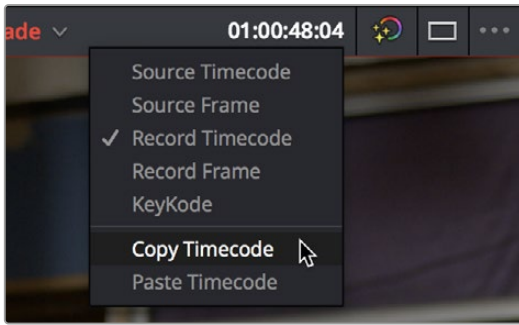 ade 01:00:48:04
Source Timecode
Source Frame
Record Timecode
Record Frame
KeyKode
Copy Timecode
Paste Timecode